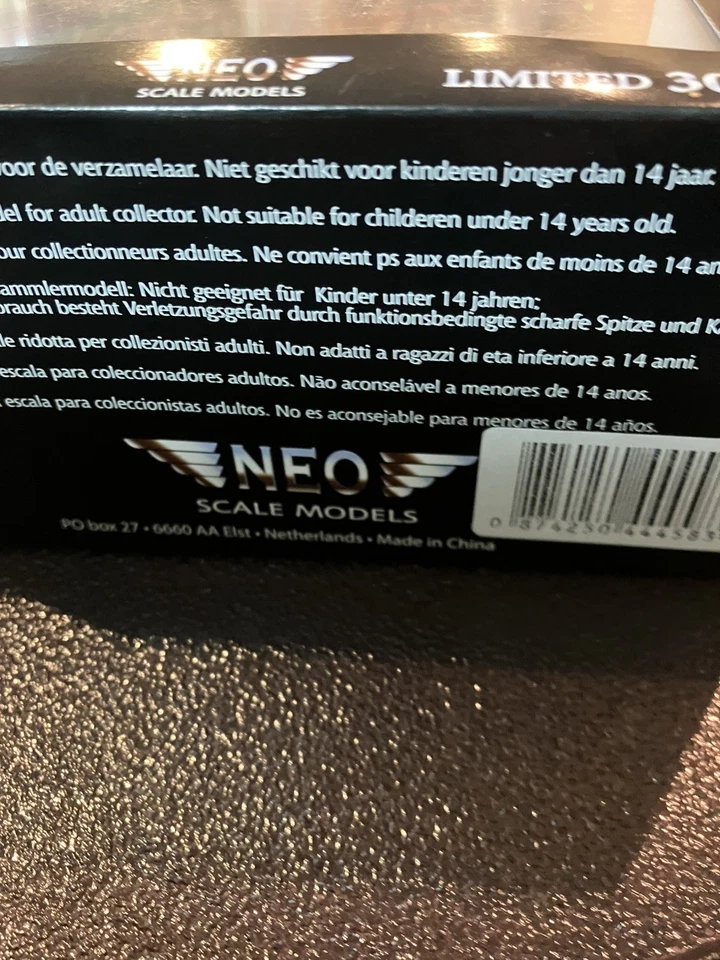 NEO
SCALE MODELS
LIMITED
voor de verzamelaar. Niet geschikt voor kinderen jonger dan 14 jaar.
del for adult collector. Not suitable for childeren under 14 years old.
our collectionneurs adultes. Ne convient ps aux enfants de moins de 14 an
ammlermodell: Nicht geeignet für Kinder unter 14 jahren;
brauch besteht Verletzungsgefahr durch funktionsbedingte scharfe Spitze und K
le ridotta per collezionisti adulti. Non adatti a ragazzi di eta inferiore a 14 anni.
escala para coleccionadores adultos. Não aconselável a menores de 14 anos.
escala para coleccionistas adultos. No es aconsejable para menores de 14 años.
NEO
SCALE MODELS
PO box 27 • 6660 AA Elst • Netherlands • Made in China